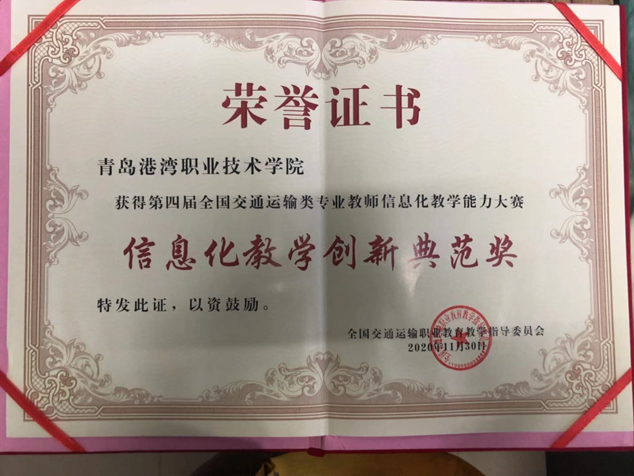 荣誉证书
青岛港湾职业技术学院
获得第四届全国交通运输类专业教师信息化教学能力大赛
信息化教学创新典范奖
特发此证，以资鼓励。
全国交通运输职业教育教学指导委员会
2020年11月30日